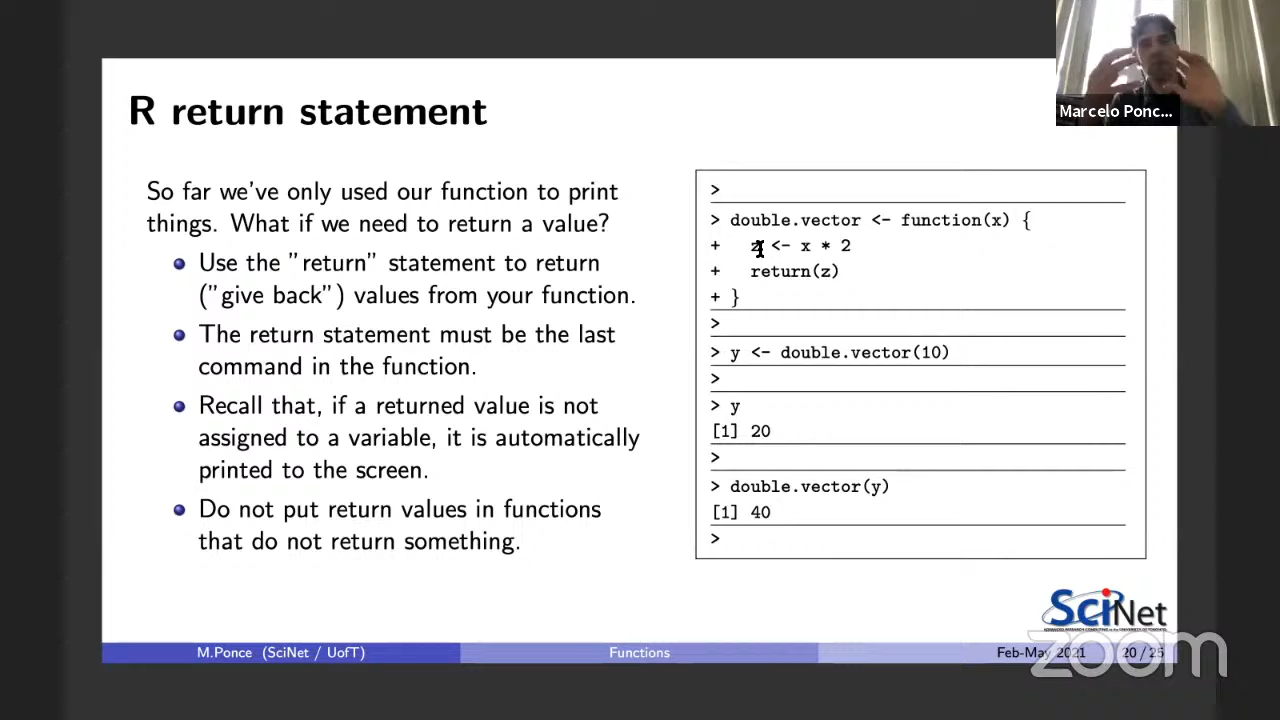 Marcelo Ponc...
R return statement
So far we've only used our function to print
things. What if we need to return a value?
Use the "return" statement to return
("give back") values from your function.
The return statement must be the last
command in the function.
Recall that, if a returned value is not
assigned to a variable, it is automatically
printed to the screen.
Do not put return values in functions
that do not return something.
>
> double.vector <- function(x) {
+ z <- x * 2
+ return(z)
+ }
>
> y <- double.vector(10)
>
> y
[1] 20
>
> double.vector(y)
[1] 40
>
SciNet
zoom
M.Ponce (SciNet / UofT)
Functions
Feb-May 2021
20 / 25